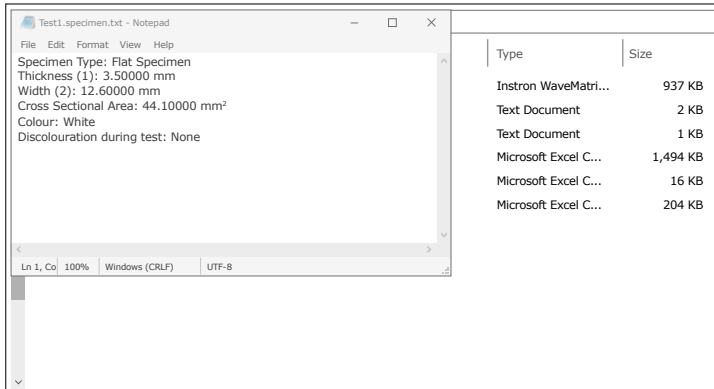 Test1.specimen.txt - Notepad
File Edit Format View Help
Specimen Type: Flat Specimen
Thickness (1): 3.50000 mm
Width (2): 12.60000 mm
Cross Sectional Area: 44.10000 mm²
Colour: White
Discolouration during test: None
Ln 1, Co 100% Windows (CRLF) UTF-8
Type Size
Instron WaveMatri... 937 KB
Text Document 2 KB
Text Document 1 KB
Microsoft Excel C... 1,494 KB
Microsoft Excel C... 16 KB
Microsoft Excel C... 204 KB